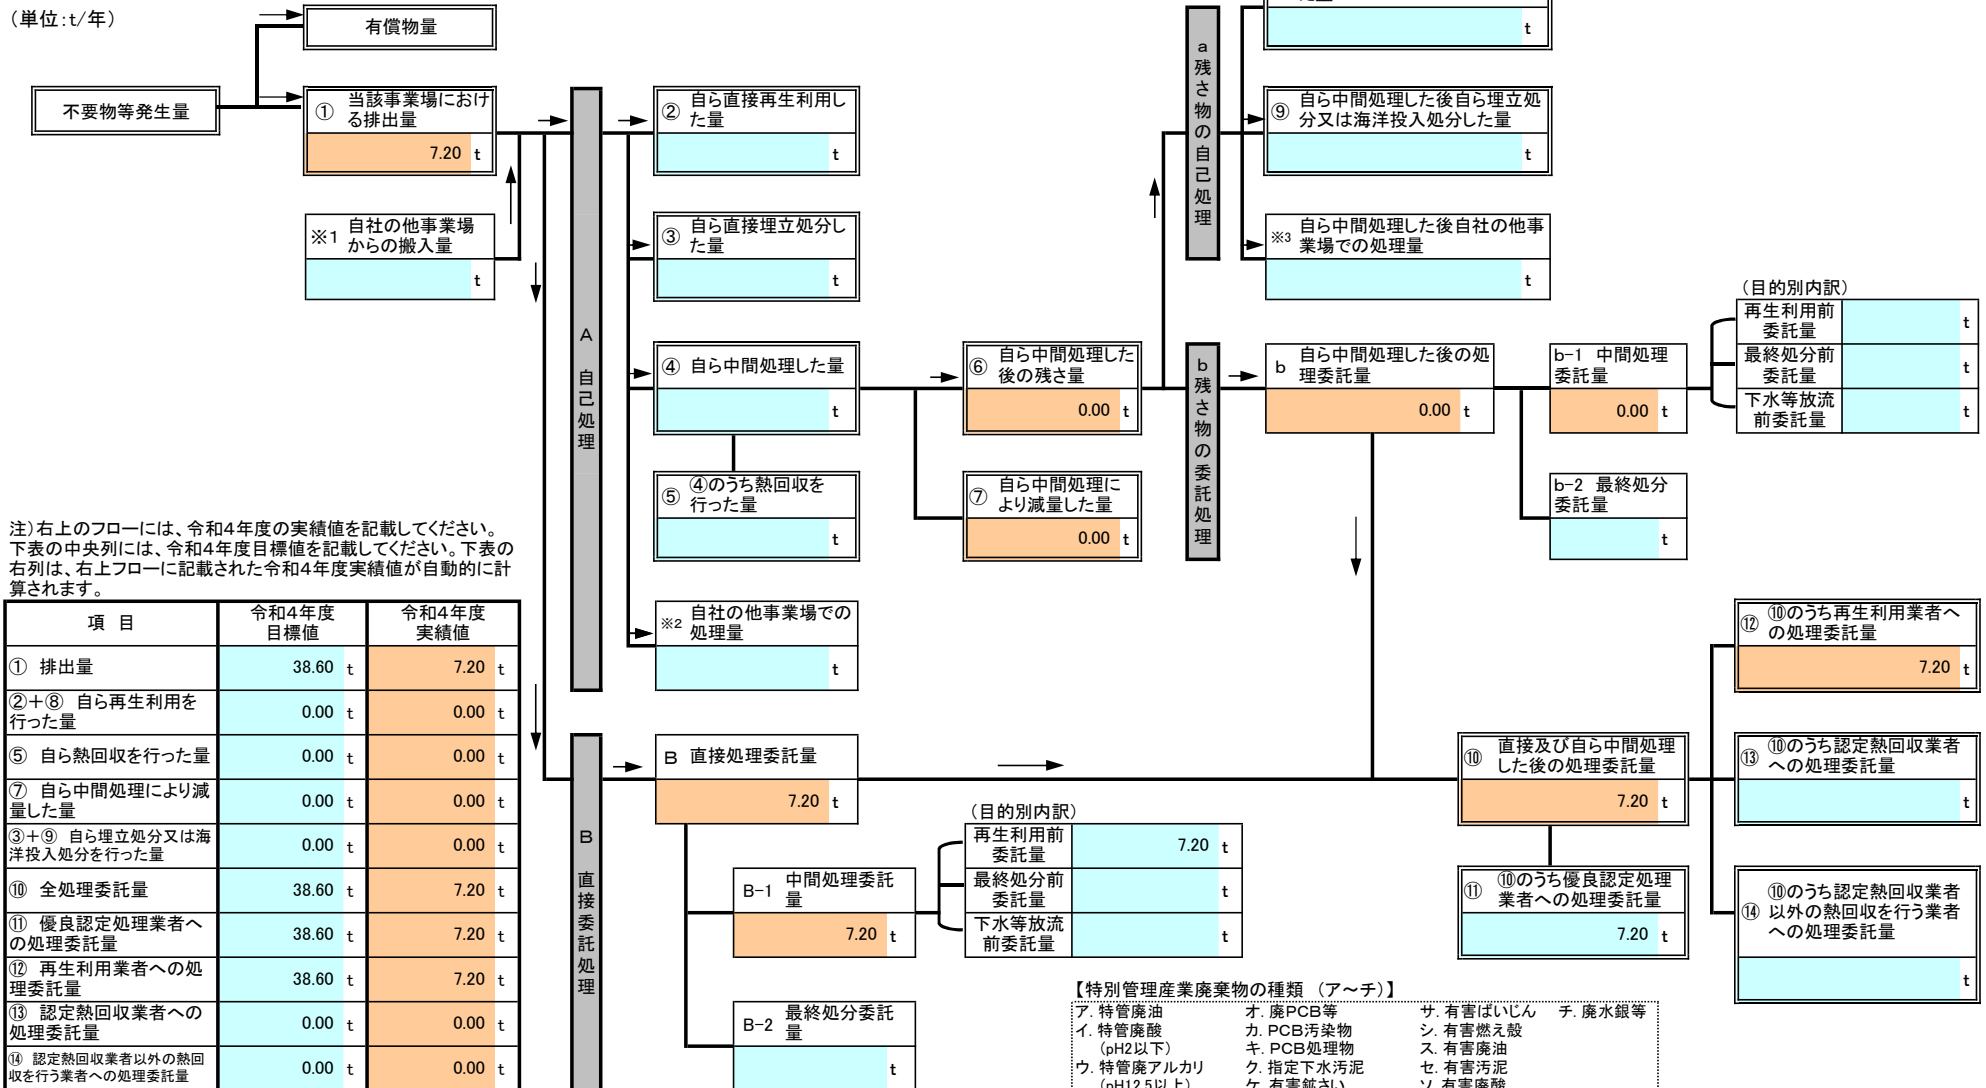 （単位：t/年）
有償物量
不要物等発生量
①
当該事業場におけ
る排出量
7.20 t
※1
自社の他事業場
からの搬入量
t
A 自己処理
②
自ら直接再生利用し
た量
t
③
自ら直接埋立処分し
た量
t
④ 自ら中間処理した量
t
⑤
④のうち熱回収を
行った量
t
※2
自社の他事業場での
処理量
t
⑥
自ら中間処理した
後の残さ量
0.00 t
⑦
自ら中間処理に
より減量した量
0.00 t
a 残さ物の自己処理
t
⑨
自ら中間処理した後自ら埋立処
分又は海洋投入処分した量
t
※3
自ら中間処理した後自社の他事
業場での処理量
t
b 残さ物の委託処理
b
自ら中間処理した後の処
理委託量
0.00 t
b-1 中間処理
委託量
0.00 t
b-2 最終処分
委託量
t
（目的別内訳）
再生利用前
委託量
t
最終処分前
委託量
t
下水等放流
前委託量
t
注）右上のフローには、令和４年度の実績値を記載してください。
下表の中央列には、令和４年度目標値を記載してください。下表の
右列は、右上フローに記載された令和４年度実績値が自動的に計
算されます。
項 目
令和４年度
目標値
令和４年度
実績値
① 排出量
38.60 t 7.20 t
②＋⑧ 自ら再生利用を
行った量
0.00 t 0.00 t
⑤ 自ら熱回収を行った量
0.00 t 0.00 t
⑦ 自ら中間処理により減
量した量
0.00 t 0.00 t
③＋⑨ 自ら埋立処分又は海
洋投入処分を行った量
0.00 t 0.00 t
⑩ 全処理委託量
38.60 t 7.20 t
⑪ 優良認定処理業者へ
の処理委託量
38.60 t 7.20 t
⑫ 再生利用業者への処
理委託量
38.60 t 7.20 t
⑬ 認定熱回収業者への
処理委託量
0.00 t 0.00 t
⑭ 認定熱回収業者以外の熱回
収を行う業者への処理委託量
0.00 t 0.00 t
B 直接委託処理
B 直接処理委託量
7.20 t
B-1
中間処理委託
量
7.20 t
B-2
最終処分委託
量
t
（目的別内訳）
再生利用前
委託量
7.20 t
最終処分前
委託量
t
下水等放流
前委託量
t
⑩
直接及び自ら中間処理
した後の処理委託量
7.20 t
⑪
⑩のうち優良認定処理
業者への処理委託量
7.20 t
⑫
⑩のうち再生利用業者へ
の処理委託量
7.20 t
⑬
⑩のうち認定熱回収業者
への処理委託量
t
⑭
⑩のうち認定熱回収業者
以外の熱回収を行う業者
への処理委託量
t
【特別管理産業廃棄物の種類 （ア～チ）】
ア. 特管廃油 オ. 廃PCB等 サ. 有害ばいじん チ. 廃水銀等
イ. 特管廃酸 カ. PCB汚染物 シ. 有害燃え殻
（pH2以下） キ. PCB処理物 ス. 有害廃油
ウ. 特管廃アルカリ ク. 指定下水汚泥 セ. 有害汚泥
（pH12.5以上） ケ. 有害鉱さい ソ. 有害廃酸